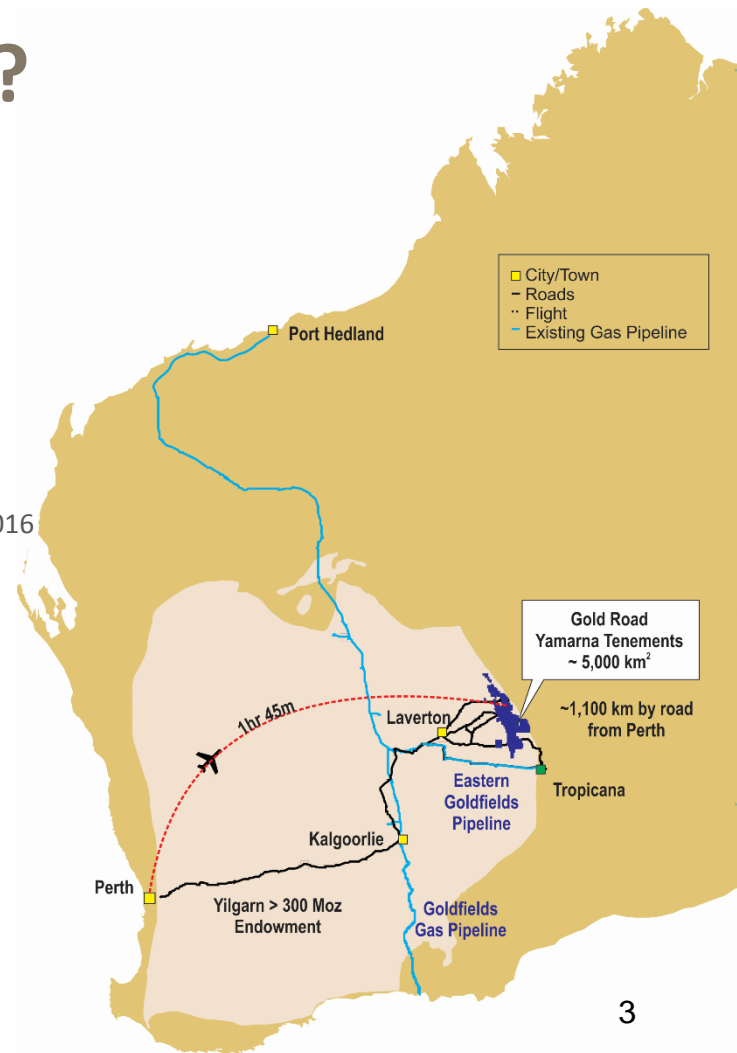 ?
City/Town
Roads
Flight
Existing Gas Pipeline
Port Hedland
016
Gold Road
Yamarna Tenements
~ 5,000 km²
1hr 45m
Laverton
~1,100 km by road
from Perth
Eastern
Goldfields
Pipeline
Tropicana
Kalgoorlie
Perth
Yilgarn > 300 Moz
Endowment
Goldfields
Gas Pipeline
3